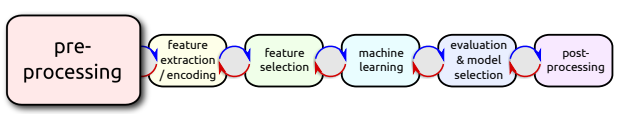 pre-
processing
feature
extraction
/ encoding
feature
selection
machine
learning
evaluation
& model
selection
post-
processing